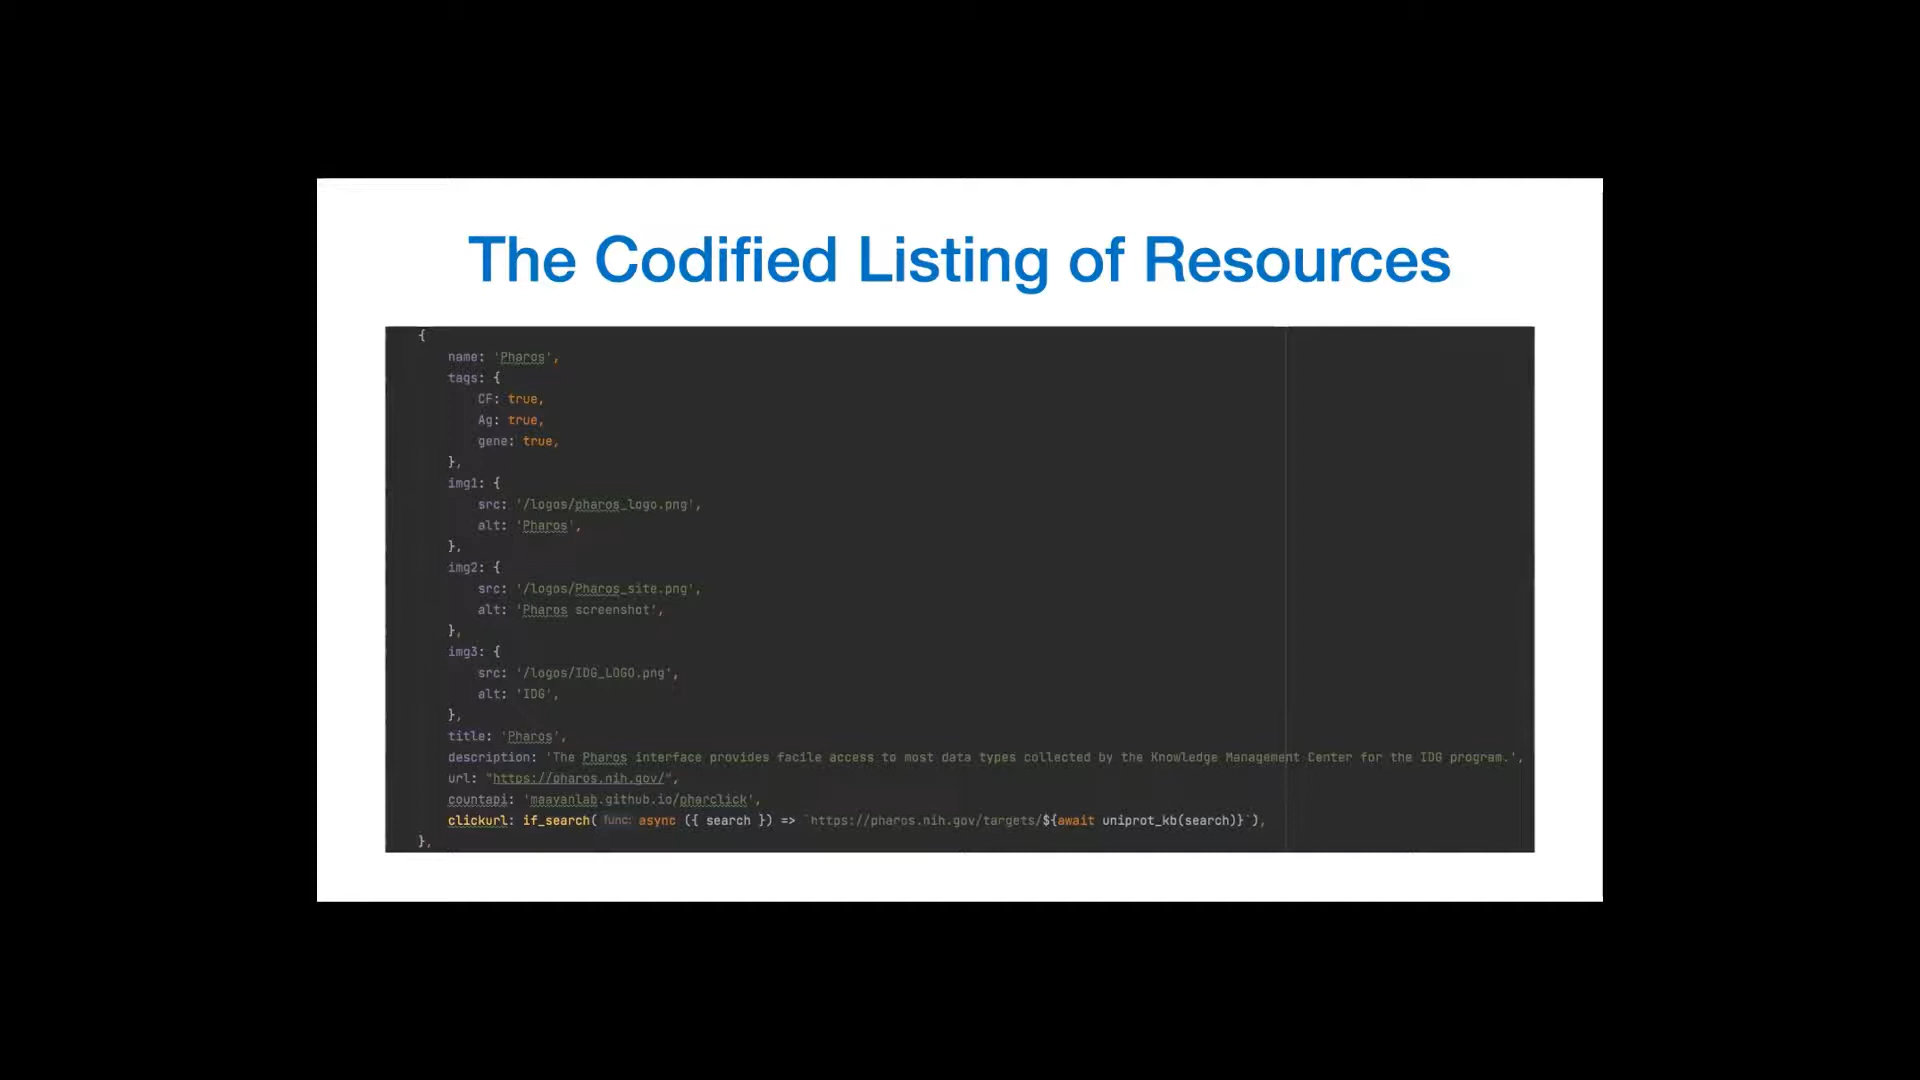 The Codified Listing of Resources
{
name: 'Pharos',
tags: {
CF: true,
Ag: true,
gene: true,
},
img1: {
src: '/logos/pharos_logo.png',
alt: 'Pharos',
},
img2: {
src: '/logos/Pharos_site.png',
alt: 'Pharos screenshot',
},
img3: {
src: '/logos/IDG_LOGO.png',
alt: 'IDG',
},
title: 'Pharos',
description: 'The Pharos interface provides facile access to most data types collected by the Knowledge Management Center for the IDG program.',
url: "https://pharos.nih.gov/",
countapi: 'maayanlab.github.io/pharclick',
clickurl: if_search( func: async ({ search }) => `https://pharos.nih.gov/targets/${await uniprot_kb(search)}`),
},